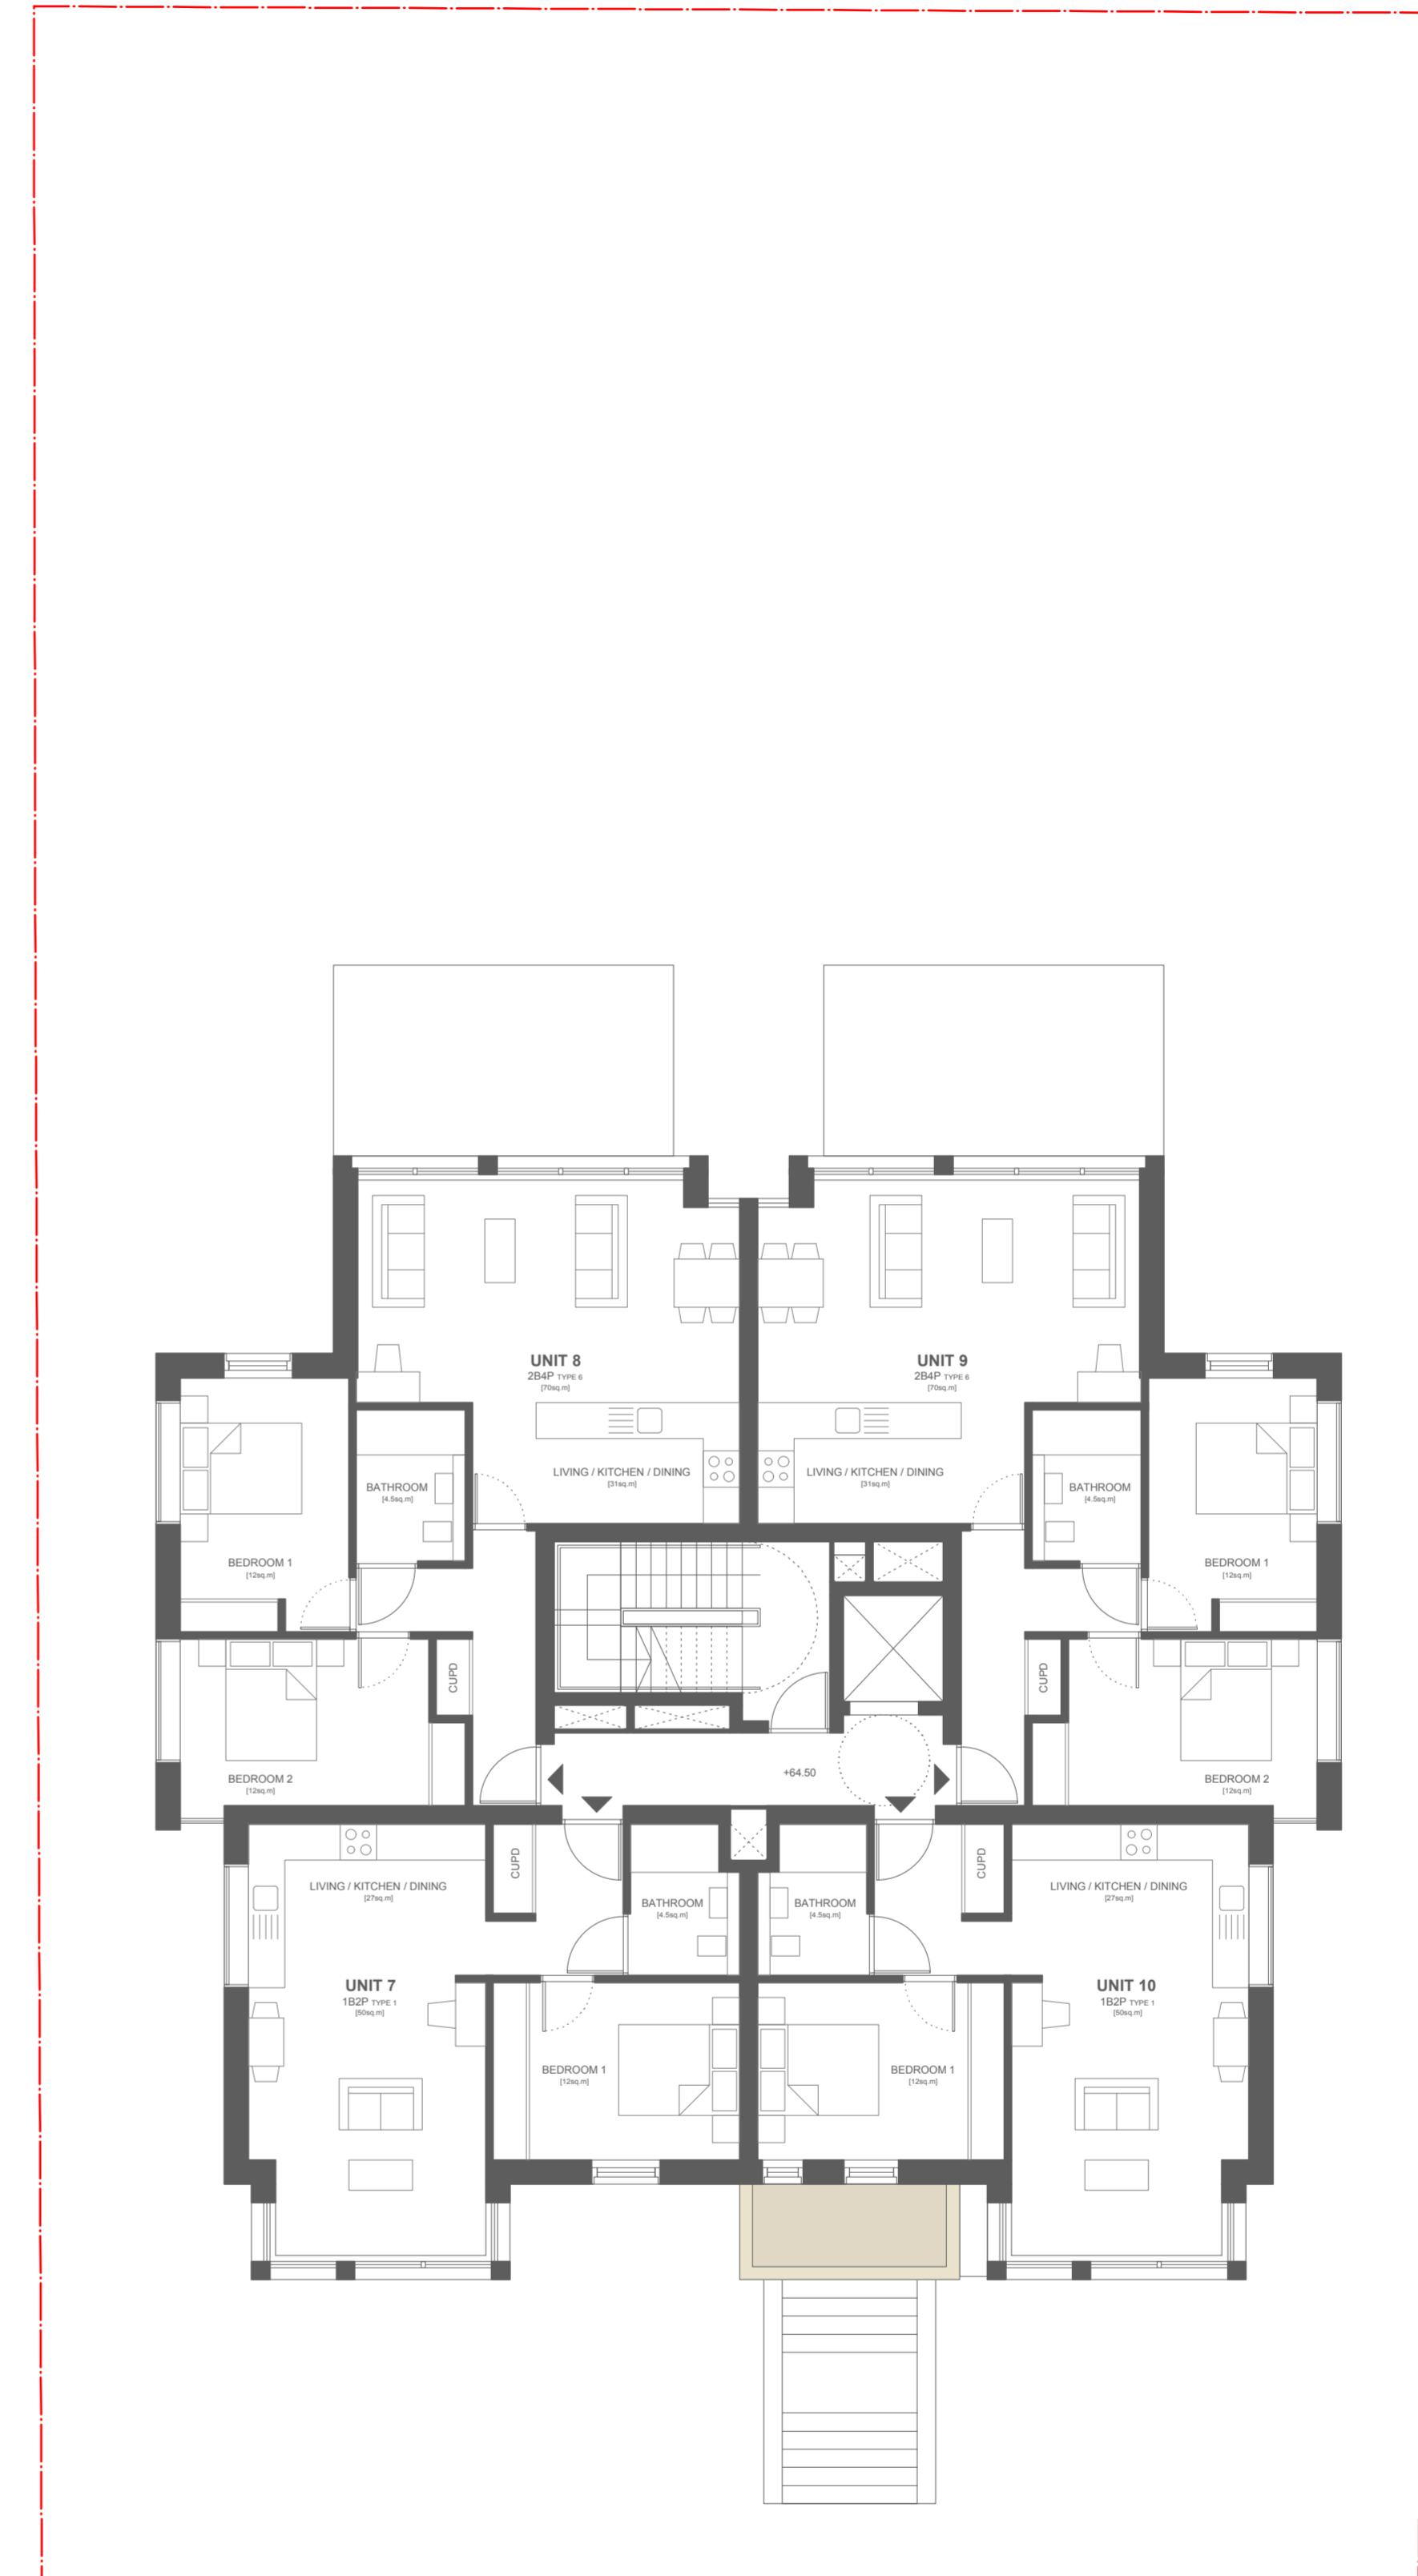 UNIT 8
2B4P TYPE 6
[70sq.m]
UNIT 9
2B4P TYPE 6
[70sq.m]
LIVING / KITCHEN / DINING
[31sq.m]
LIVING / KITCHEN / DINING
[31sq.m]
BATHROOM
[4.5sq.m]
BATHROOM
[4.5sq.m]
BEDROOM 1
[12sq.m]
BEDROOM 1
[12sq.m]
CUPD
CUPD
BEDROOM 2
[12sq.m]
+64.50
BEDROOM 2
[12sq.m]
CUPD
CUPD
LIVING / KITCHEN / DINING
[27sq.m]
LIVING / KITCHEN / DINING
[27sq.m]
BATHROOM
[4.5sq.m]
BATHROOM
[4.5sq.m]
UNIT 7
1B2P TYPE 1
[50sq.m]
UNIT 10
1B2P TYPE 1
[50sq.m]
BEDROOM 1
[12sq.m]
BEDROOM 1
[12sq.m]